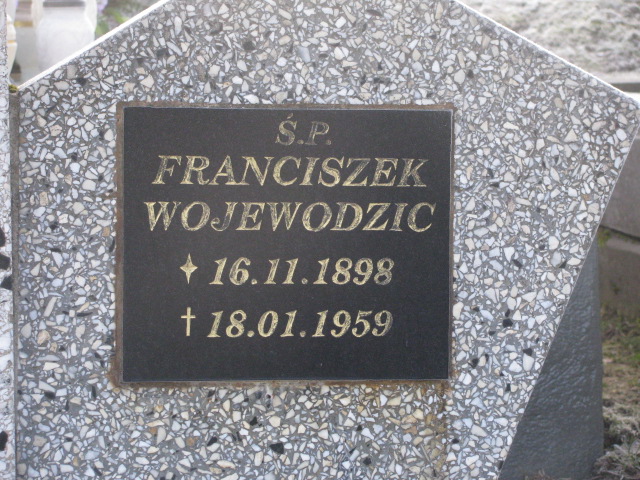 Ś.P.
FRANCISZEK
WOJEWODZIC
16.11.1898
18.01.1959